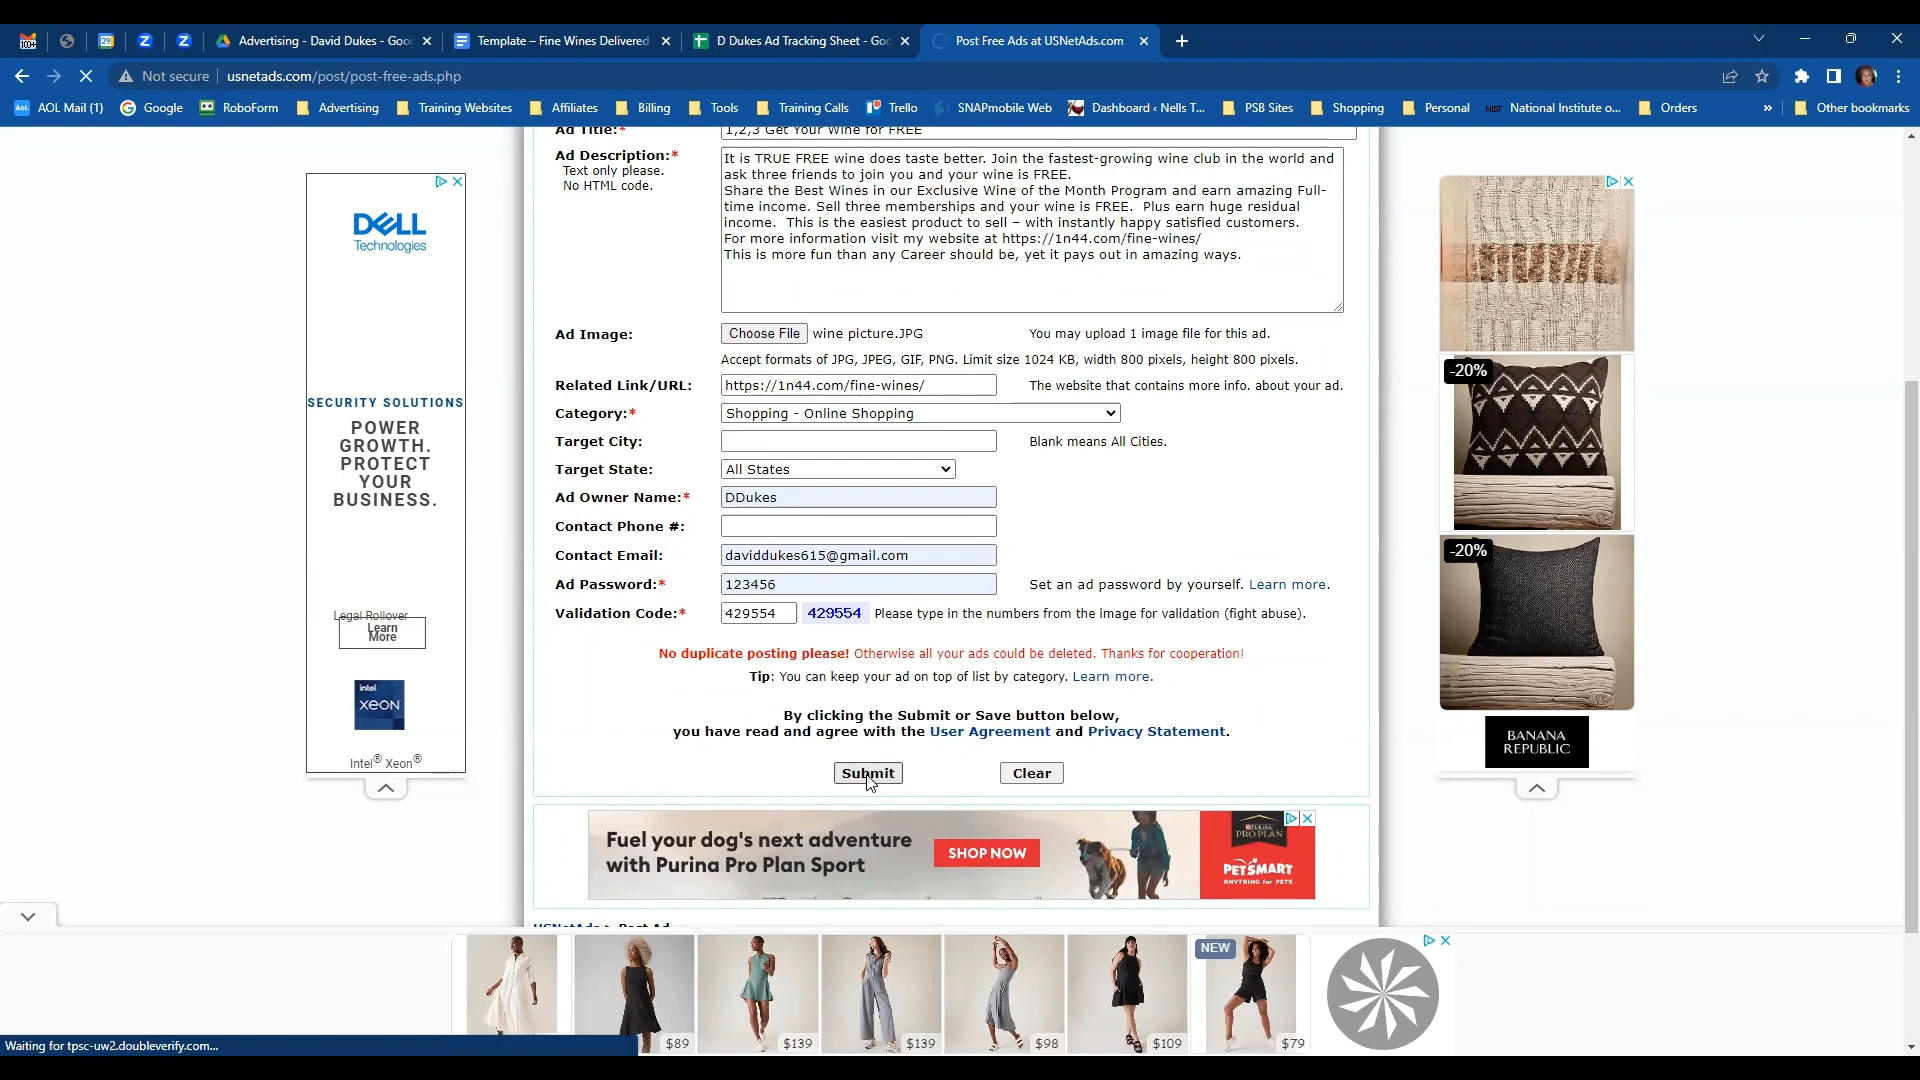 100+
29
Advertising - David Dukes - Goo
Template – Fine Wines Delivered
D Dukes Ad Tracking Sheet - Goo
Post Free Ads at USNetAds.com
Not secure
usnetads.com/post/post-free-ads.php
AOL Mail (1)
Google
RoboForm
Advertising
Training Websites
Affiliates
Billing
Tools
Training Calls
Trello
SNAPmobile Web
Dashboard ‹ Nells T...
PSB Sites
Shopping
Personal
NIST
National Institute o...
Orders
»
Other bookmarks
Ad Title:*
1,2,3 Get Your Wine for FREE
Ad Description:*
Text only please.
No HTML code.
It is TRUE FREE wine does taste better. Join the fastest-growing wine club in the world and
ask three friends to join you and your wine is FREE.
Share the Best Wines in our Exclusive Wine of the Month Program and earn amazing Full-
time income. Sell three memberships and your wine is FREE.  Plus earn huge residual
income.  This is the easiest product to sell – with instantly happy satisfied customers.
For more information visit my website at https://1n44.com/fine-wines/
This is more fun than any Career should be, yet it pays out in amazing ways.
Ad Image:
Choose File wine picture.JPG
You may upload 1 image file for this ad.
Accept formats of JPG, JPEG, GIF, PNG. Limit size 1024 KB, width 800 pixels, height 800 pixels.
Related Link/URL:
https://1n44.com/fine-wines/
The website that contains more info. about your ad.
Category:*
Shopping - Online Shopping
Target City:
Blank means All Cities.
Target State:
All States
Ad Owner Name:*
DDukes
Contact Phone #:
Contact Email:
daviddukes615@gmail.com
Ad Password:*
123456
Set an ad password by yourself. Learn more.
Validation Code:*
429554
429554
Please type in the numbers from the image for validation (fight abuse).
No duplicate posting please! Otherwise all your ads could be deleted. Thanks for cooperation!
Tip: You can keep your ad on top of list by category. Learn more.
By clicking the Submit or Save button below,
you have read and agree with the User Agreement and Privacy Statement.
Submit
Clear
DELL
Technologies
SECURITY SOLUTIONS
POWER
GROWTH.
PROTECT
YOUR
BUSINESS.
Legal Rollover
Learn
More
intel
XEON
Intel® Xeon®
-20%
-20%
BANANA
REPUBLIC
Fuel your dog's next adventure
with Purina Pro Plan Sport
SHOP NOW
PURINA
PRO PLAN
PETSMART
ANYTHING for PETS
USNetAds > Post Ad
NEW
$89
$139
$139
$98
$109
$79
Waiting for tpsc-uw2.doubleverify.com...